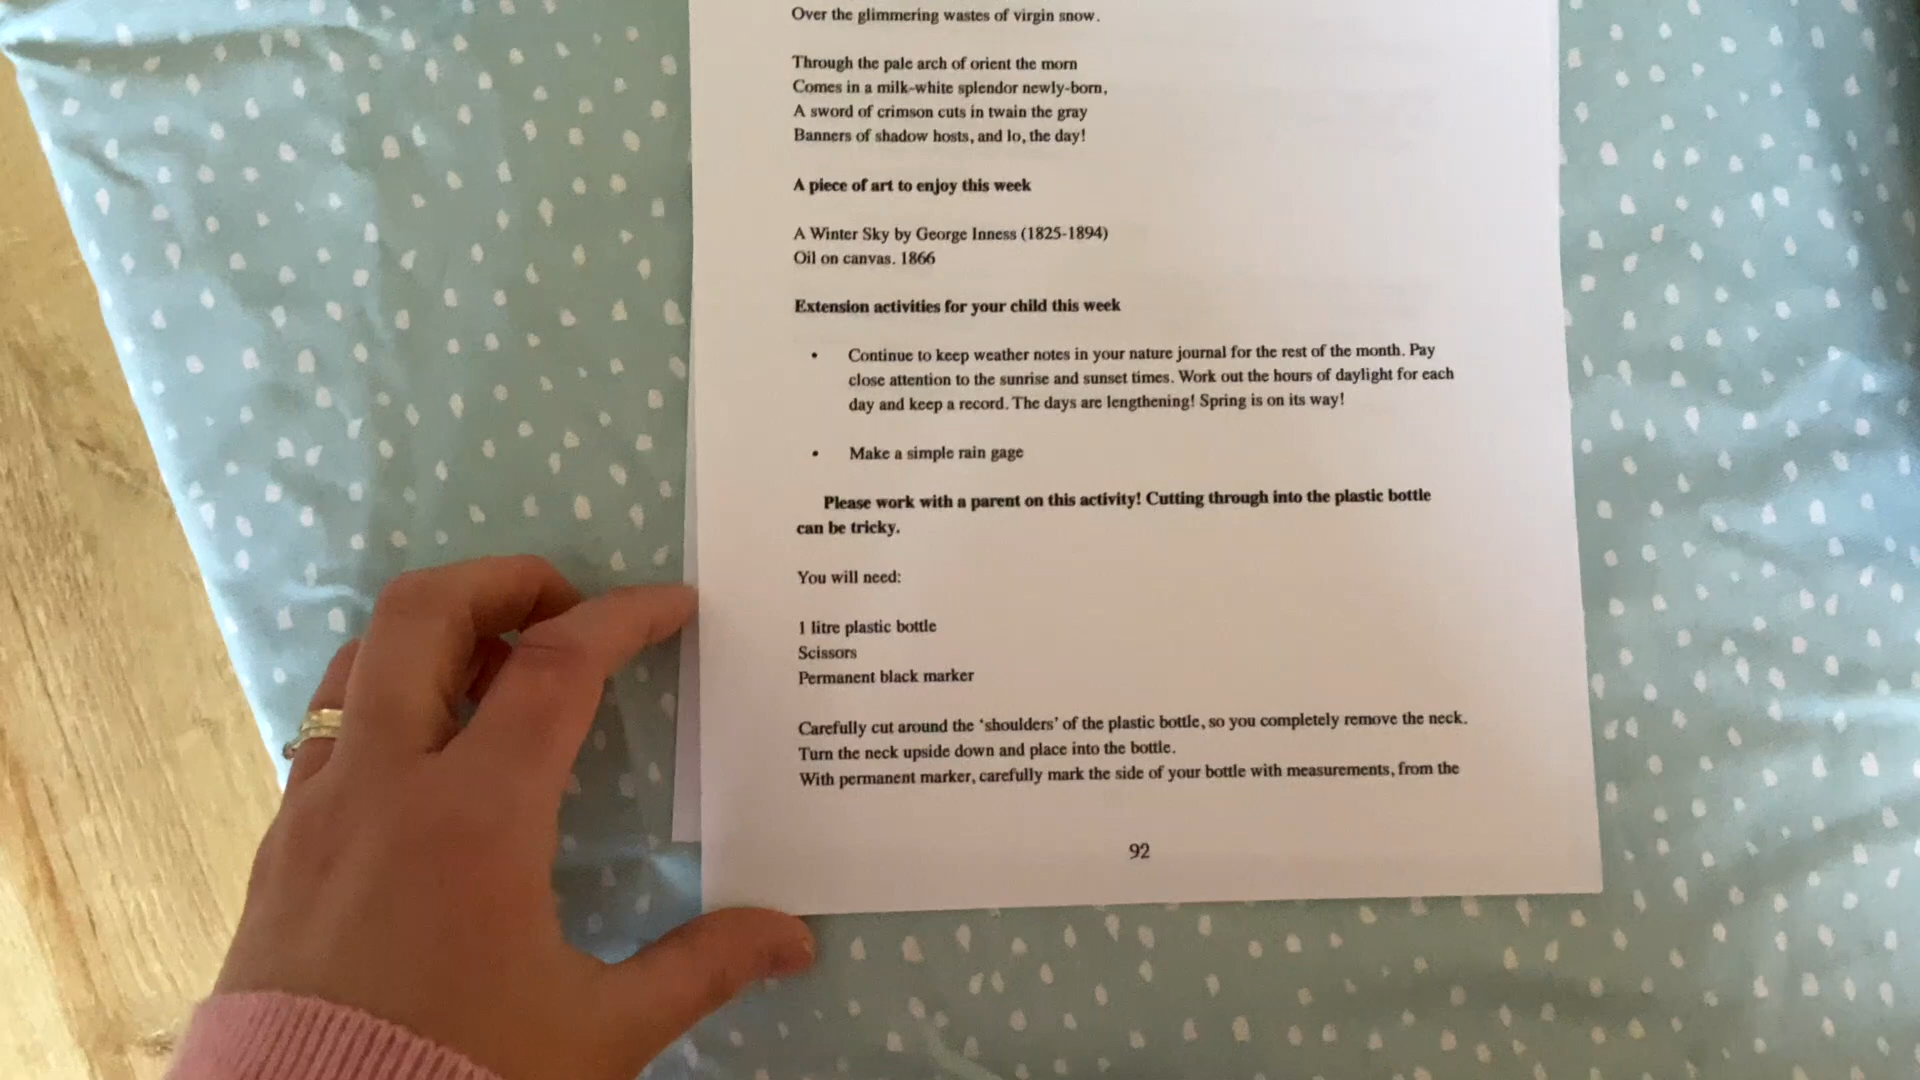 Over the glimmering wastes of virgin snow.
Through the pale arch of orient the morn
Comes in a milk-white splendor newly-born,
A sword of crimson cuts in twain the gray
Banners of shadow hosts, and lo, the day!
A piece of art to enjoy this week
A Winter Sky by George Inness (1825-1894)
Oil on canvas. 1866
Extension activities for your child this week
• Continue to keep weather notes in your nature journal for the rest of the month. Pay
close attention to the sunrise and sunset times. Work out the hours of daylight for each
day and keep a record. The days are lengthening! Spring is on its way!
• Make a simple rain gage
Please work with a parent on this activity! Cutting through into the plastic bottle
can be tricky.
You will need:
1 litre plastic bottle
Scissors
Permanent black marker
Carefully cut around the ‘shoulders’ of the plastic bottle, so you completely remove the neck.
Turn the neck upside down and place into the bottle.
With permanent marker, carefully mark the side of your bottle with measurements, from the
92